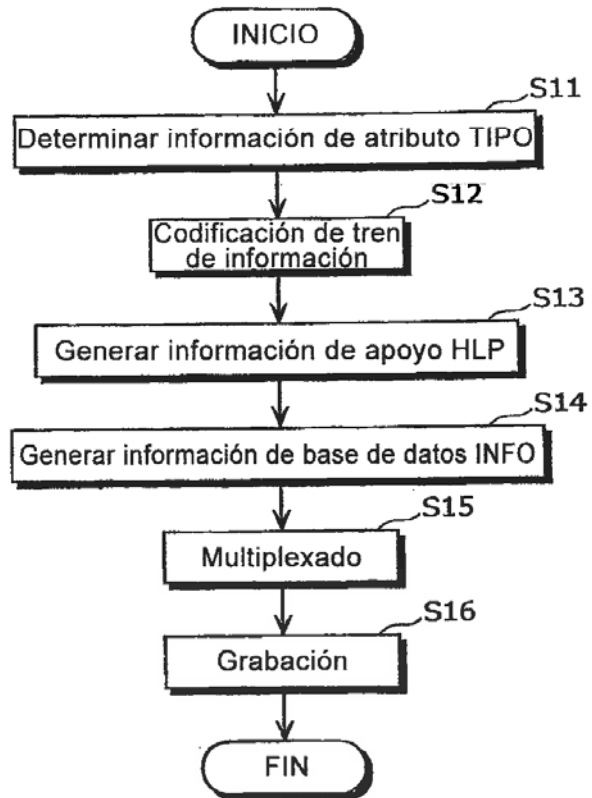 INICIO
S11
Determinar información de atributo TIPO
S12
Codificación de tren
de información
S13
Generar información de apoyo HLP
S14
Generar información de base de datos INFO
S15
Multiplexado
S16
Grabación
FIN